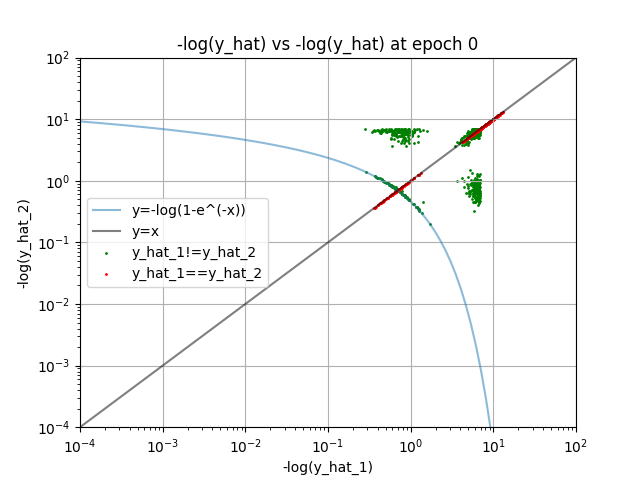 -log(y_hat) vs -log(y_hat) at epoch 0
-log(y_hat_2)
10^2
10^1
10^0
10^-1
10^-2
10^-3
10^-4
y=-log(1-e^(-x))
y=x
y_hat_1!=y_hat_2
y_hat_1==y_hat_2
10^-4 10^-3 10^-2 10^-1 10^0 10^1 10^2
-log(y_hat_1)